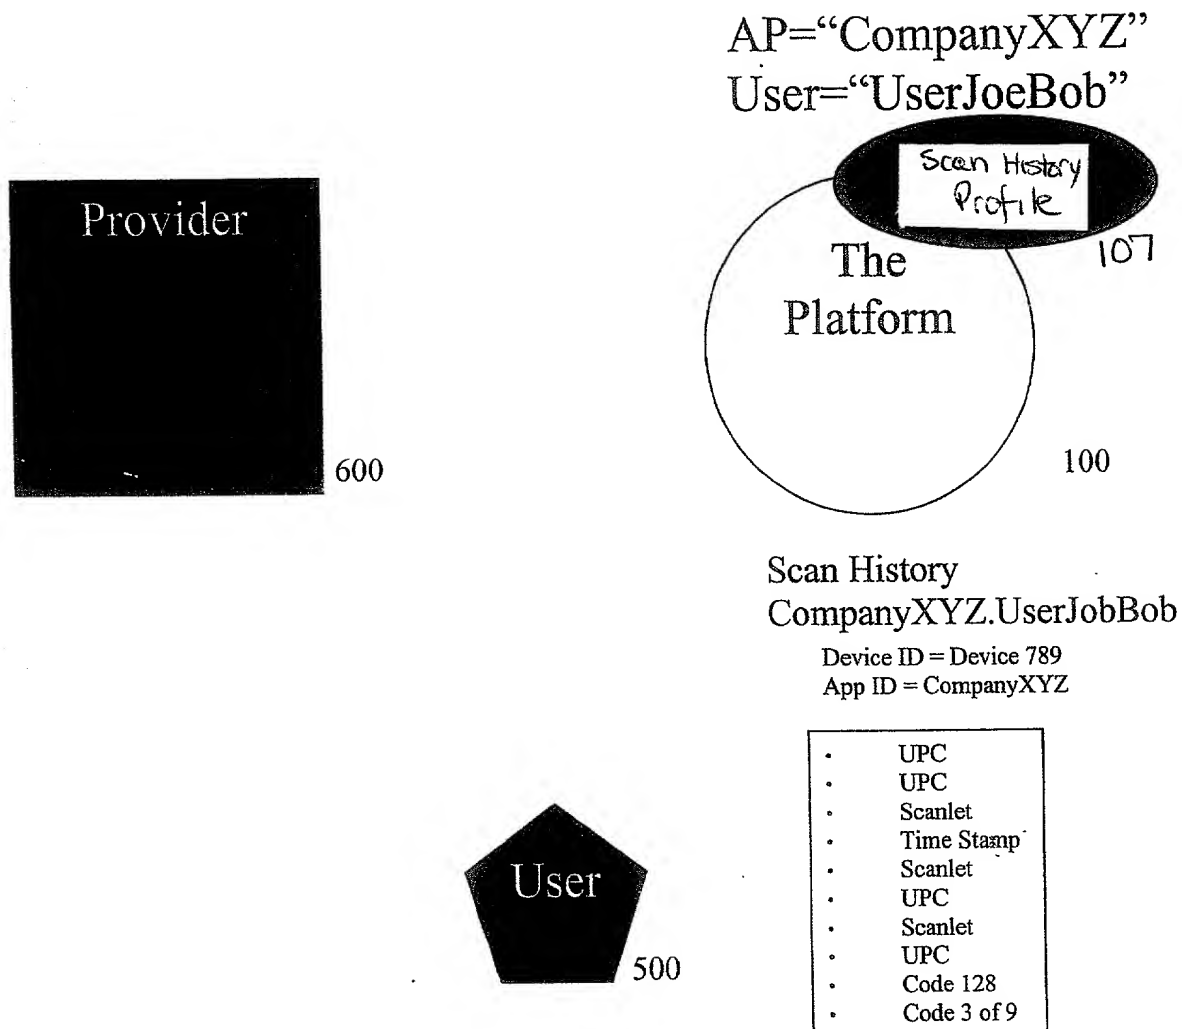 AP=“CompanyXYZ”
User=“UserJoeBob”
Scan History
Profile
107
Provider
The
Platform
600
100
Scan History
CompanyXYZ.UserJobBob
Device ID = Device 789
App ID = CompanyXYZ
· UPC
· UPC
· Scanlet
· Time Stamp
· Scanlet
· UPC
· Scanlet
· UPC
· Code 128
· Code 3 of 9
User
500